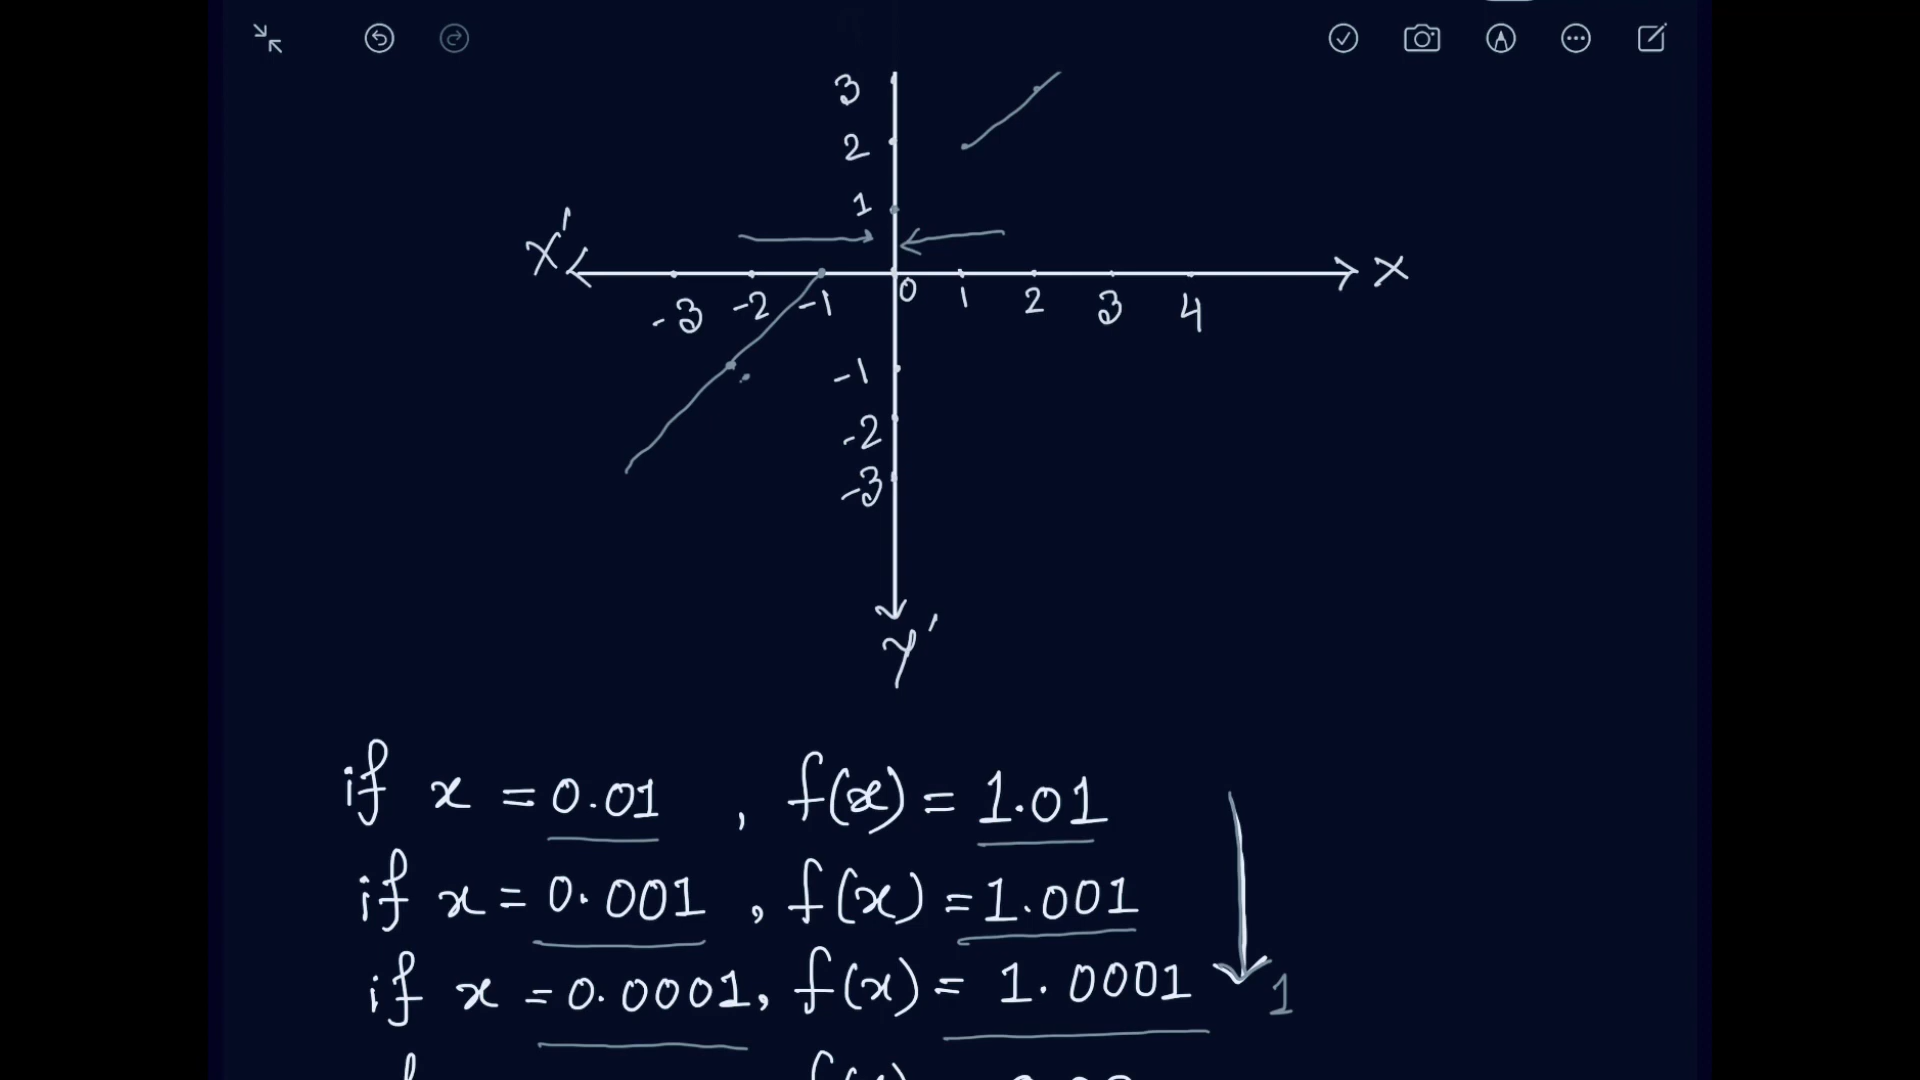 3
2
1
X' X
-3 -2 -1 0 1 2 3 4
-1
-2
-3
Y'
if x = 0.01 , f(x) = 1.01
if x = 0.001 , f(x) = 1.001
if x = 0.0001, f(x) = 1.0001 1